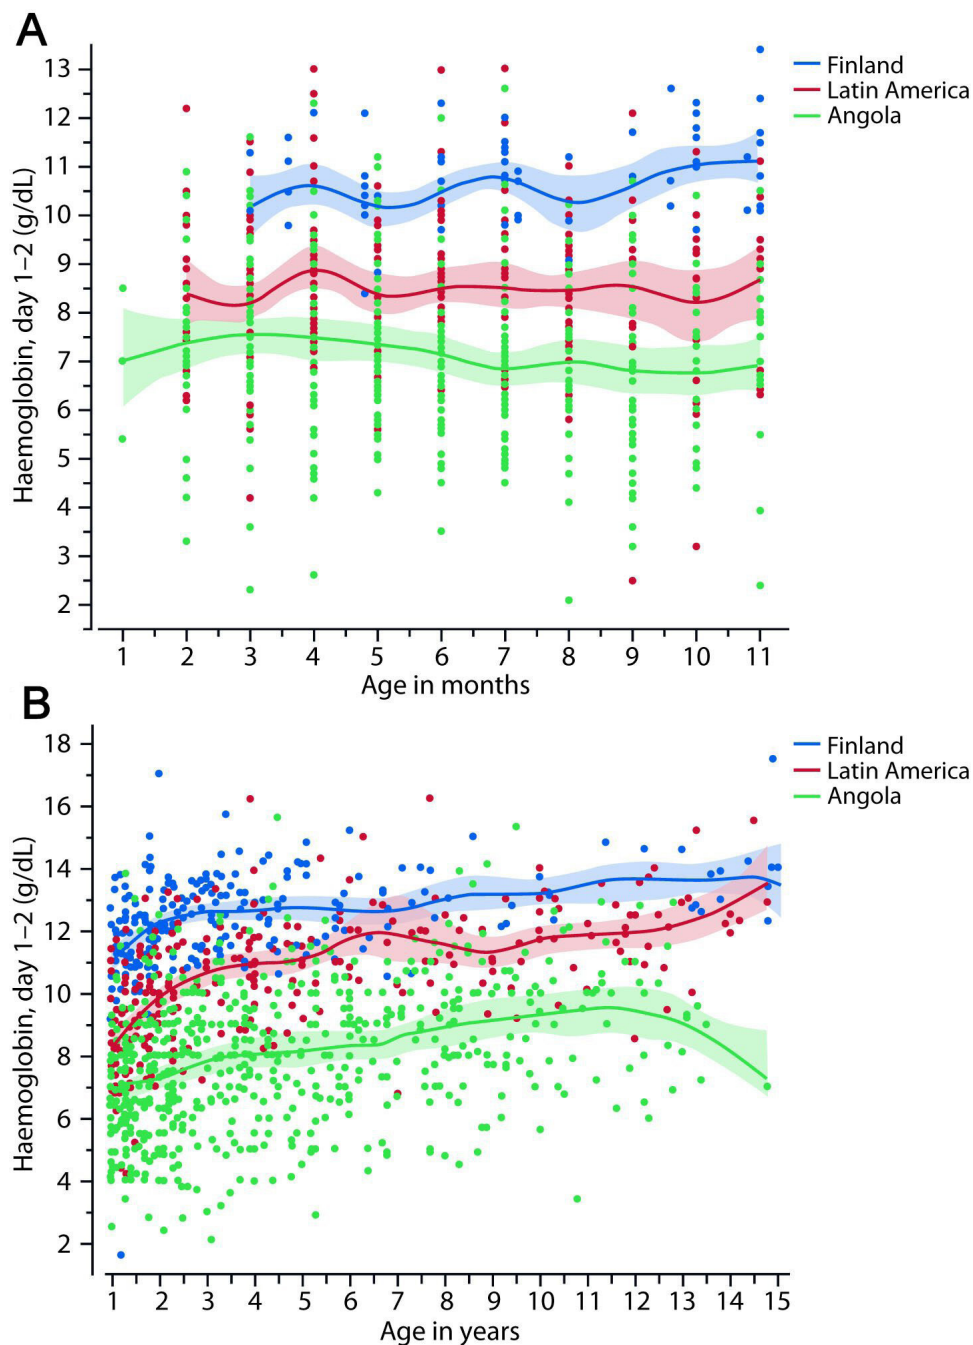 A
Haemoglobin, day 1–2 (g/dL)
13
12
11
10
9
8
7
6
5
4
3
2
1 2 3 4 5 6 7 8 9 10 11
Age in months
Finland
Latin America
Angola
B
Haemoglobin, day 1–2 (g/dL)
18
16
14
12
10
8
6
4
2
1 2 3 4 5 6 7 8 9 10 11 12 13 14 15
Age in years
Finland
Latin America
Angola